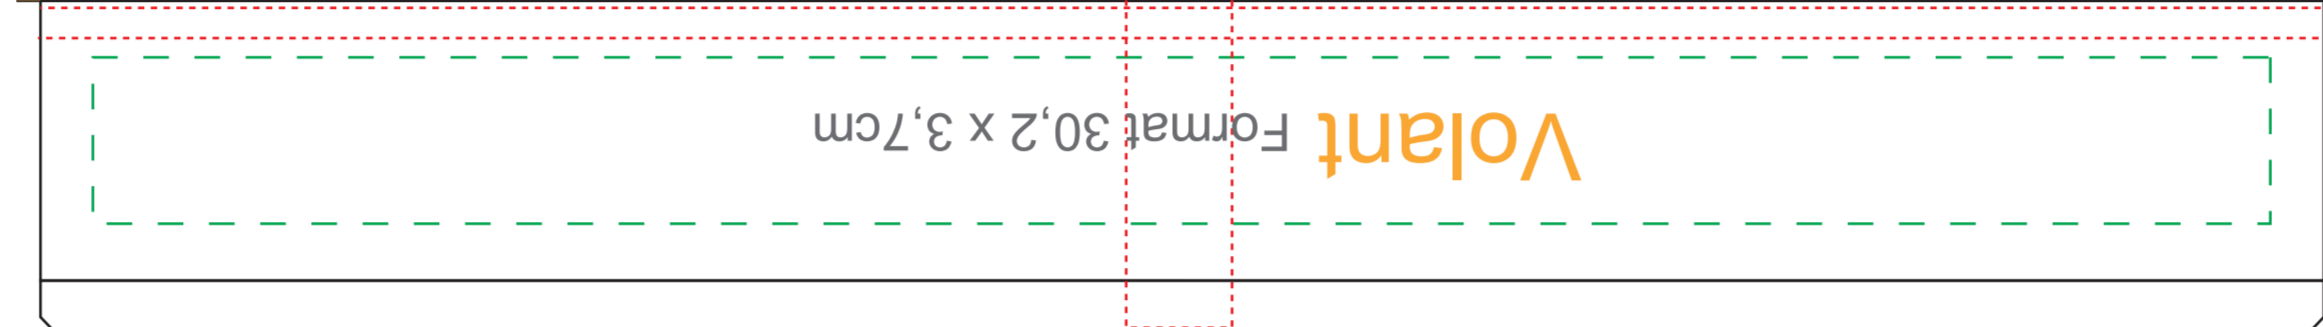 Volant Format 30,2 x 3,7cm